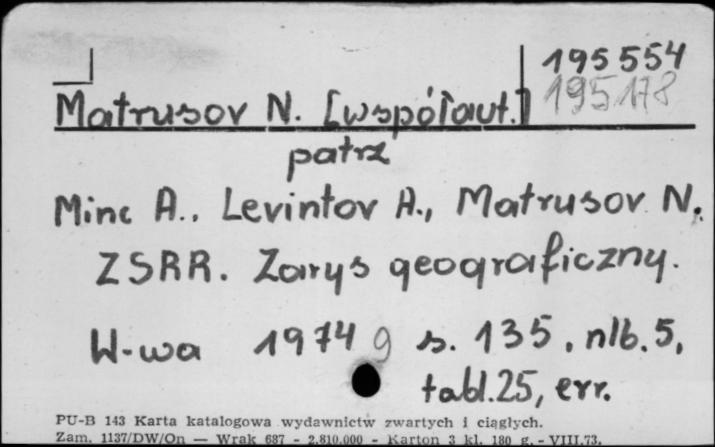 195554
Matrusov N. [współaut.] 195178
patrz
Minc A., Levintov A., Matrusov N.
ZSRR. Zarys geograficzny.
W-wa 1974 g s. 135, nlb. 5,
tabl. 25, err.
PU-B 143 Karta katalogowa wydawnictw zwartych i ciągłych.
Zam. 1137/DW/On — Wrak 687 - 2.810.000 - Karton 3 kl. 180 g. - VIII.73.